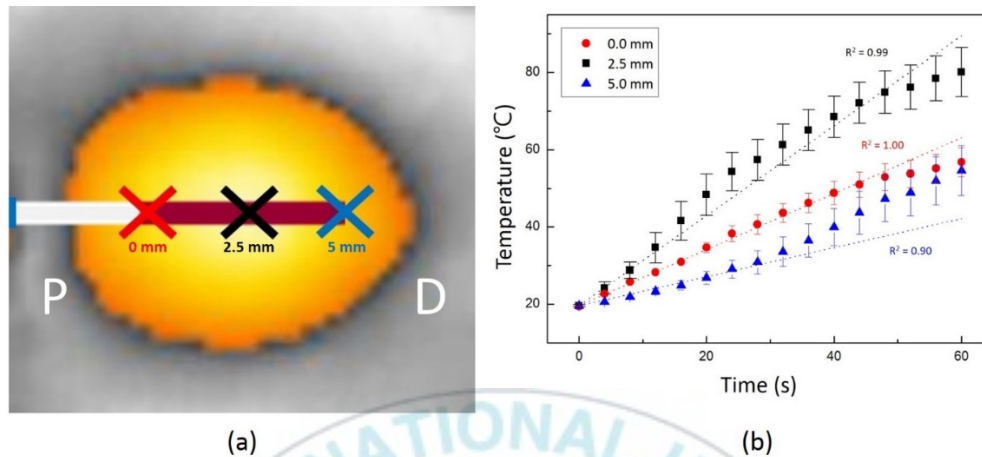 0 mm
2.5 mm
5 mm
P
D
(a)
0.0 mm
2.5 mm
5.0 mm
R² = 0.99
R² = 1.00
R² = 0.90
Temperature (℃)
80
60
40
20
0
20
40
60
Time (s)
(b)
NATIONAL